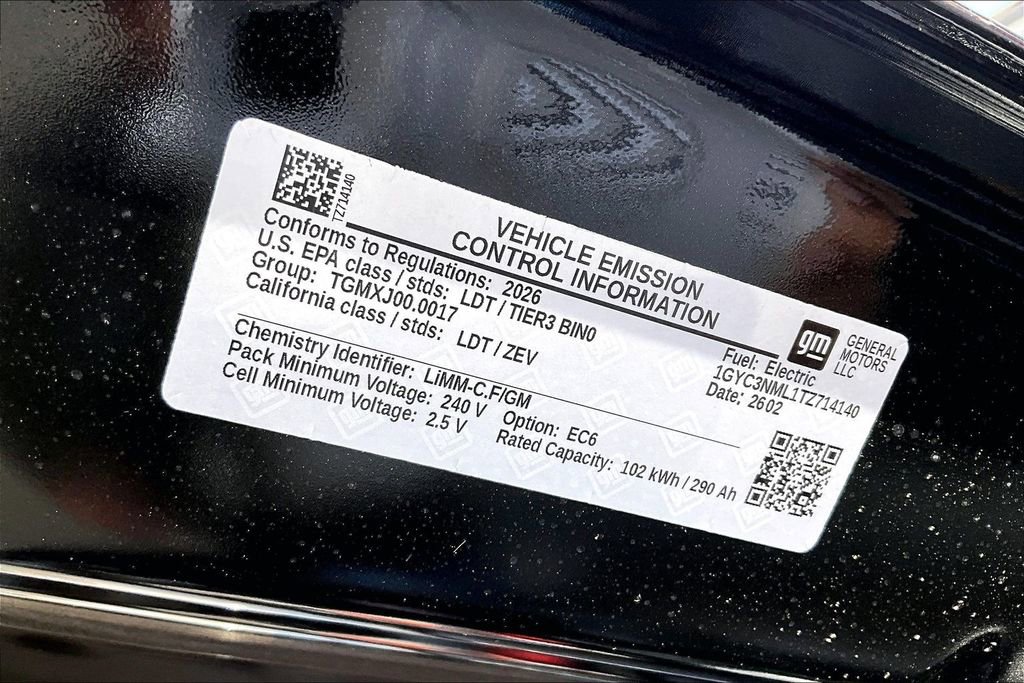 TZ714140
VEHICLE EMISSION
CONTROL INFORMATION
gm
GENERAL
MOTORS
LLC
Conforms to Regulations: 2026
U.S. EPA class / stds: LDT / TIER3 BIN0
Group: TGMXJ00.0017
California class / stds: LDT / ZEV
Fuel: Electric
1GYC3NML1TZ714140
Date: 2602
Chemistry Identifier: LiMM-C.F/GM
Pack Minimum Voltage: 240 V Option: EC6
Cell Minimum Voltage: 2.5 V Rated Capacity: 102 kWh / 290 Ah